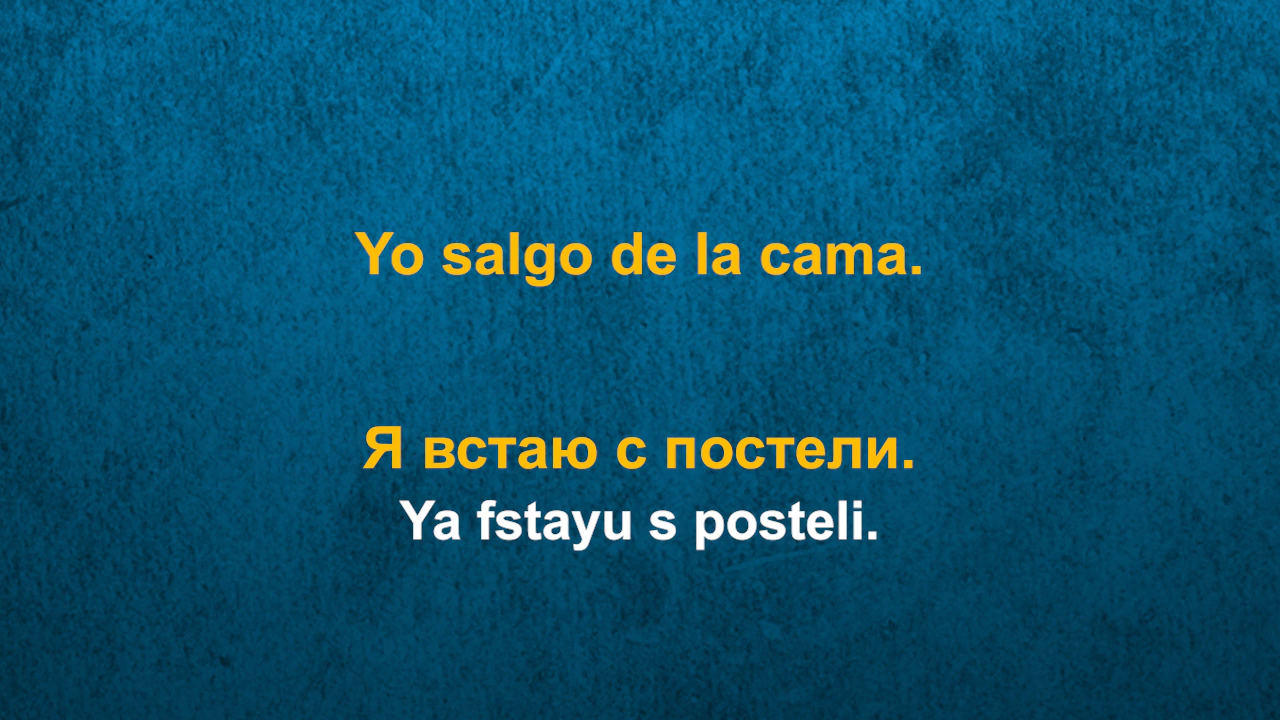 Yo salgo de la cama.
Я встаю с постели.
Ya fstayu s posteli.